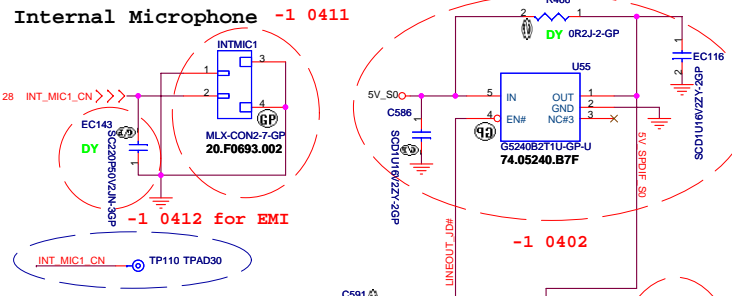 Internal Microphone -1 0411
INTMIC1
1
2
3
4
GP
28 INT_MIC1_CN
MLX-CON2-7-GP
20.F0693.002
EC143
DY
SC220P50V2JN-3GP
1
-1 0412 for EMI
INT_MIC1_CN
TP110 TPAD30
2
1
DY 0R2J-2-GP
1
2
EC116
SCD1U16V2ZY-2GP
U55
5V_S0
5 IN
4 EN#
OUT 1
GND 2
NC#3 3
C586
1
SCD1U16V2ZY-2GP
G5240B2T1U-GP-U
74.05240.B7F
5V_SPDIF_S0
LINEOUT_JD#
-1 0402
C591